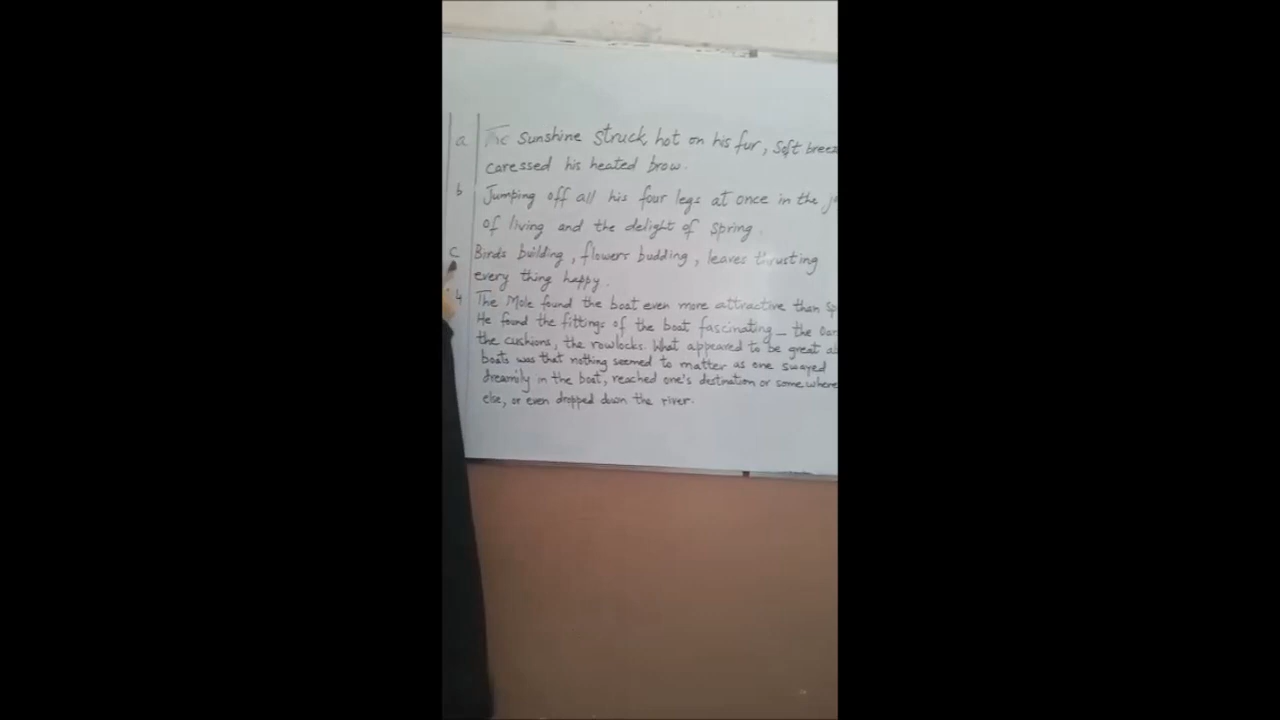 a The sunshine struck hot on his fur, soft breez
caressed his heated brow.
b Jumping off all his four legs at once in the
of living and the delight of spring.
c Birds building, flowers budding, leaves thrusting
every thing happy.
4 The Mole found the boat even more attractive than
He found the fittings of the boat fascinating - the
the cushions, the rowlocks. What appeared to be great
boats was that nothing seemed to matter as one swayed
dreamily in the boat, reached one's destination or some where
else, or even dropped down the river.